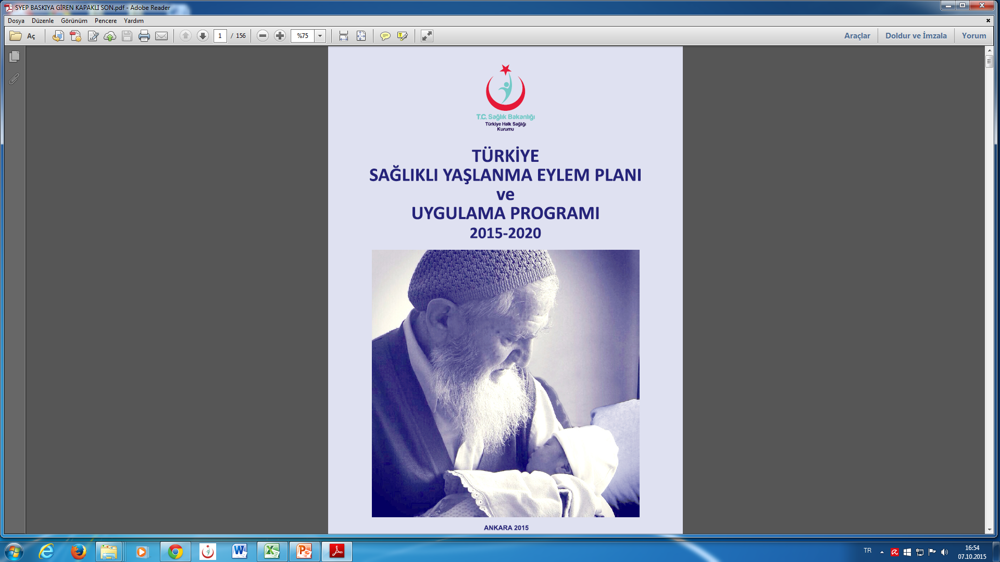 SYEP BASKIYA GİREN KAPAKLI SON.pdf - Adobe Reader
Dosya Düzenle Görünüm Pencere Yardım
Aç 1 / 156 %75 Araçlar Doldur ve İmzala Yorum
T.C. Sağlık Bakanlığı
Türkiye Halk Sağlığı
Kurumu
TÜRKİYE
SAĞLIKLI YAŞLANMA EYLEM PLANI
ve
UYGULAMA PROGRAMI
2015-2020
ANKARA 2015
TR
16:54
07.10.2015